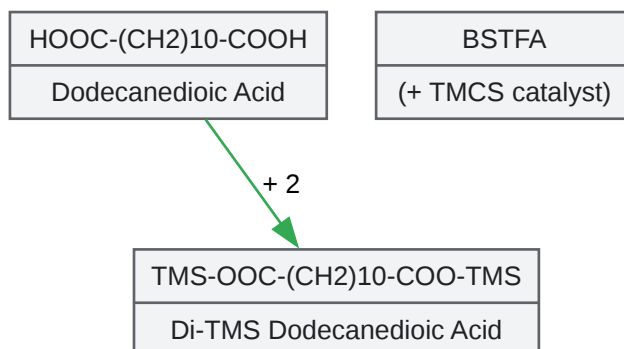 HOOC-(CH2)10-COOH
Dodecanedioic Acid
BSTFA
(+ TMCS catalyst)
+ 2
TMS-OOC-(CH2)10-COO-TMS
Di-TMS Dodecanedioic Acid